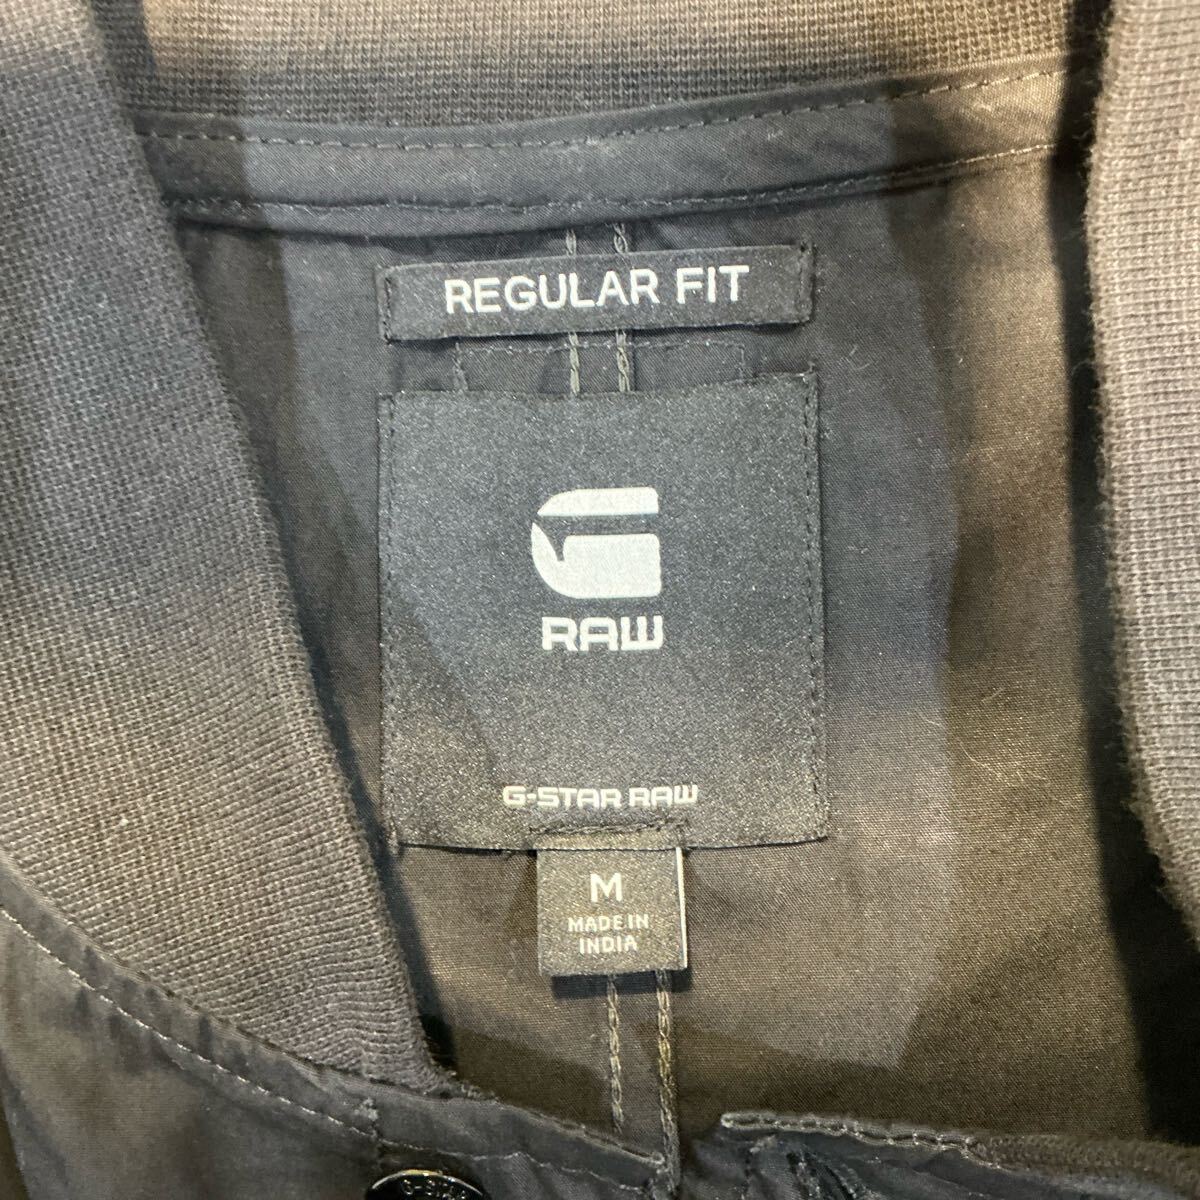 REGULAR FIT
G
RAW
G-STAR RAW
M
MADE IN
INDIA